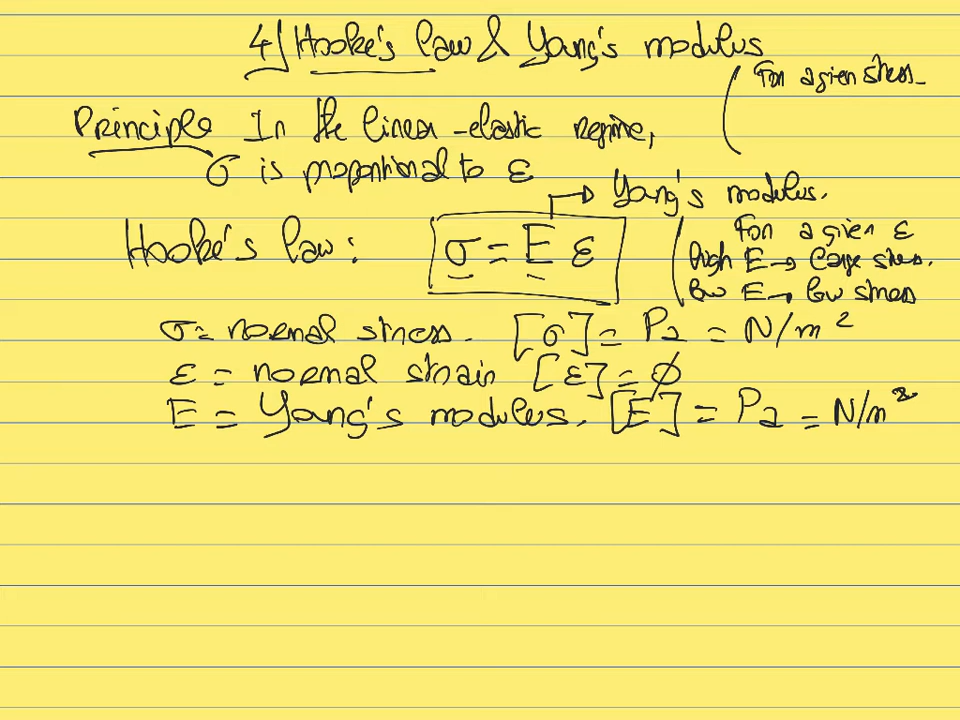 4) Hooke's law & Young's modulus
For a given stress
Principle In the linear-elastic regime,
σ is proportional to ε
→ Young's modulus.
Hooke's law: σ = E ε
For a given ε
high E → large stress.
low E → low stress
σ = normal stress. [σ] = Pa = N/m²
ε = normal strain [ε] = ∅
E = Young's modulus. [E] = Pa = N/m²